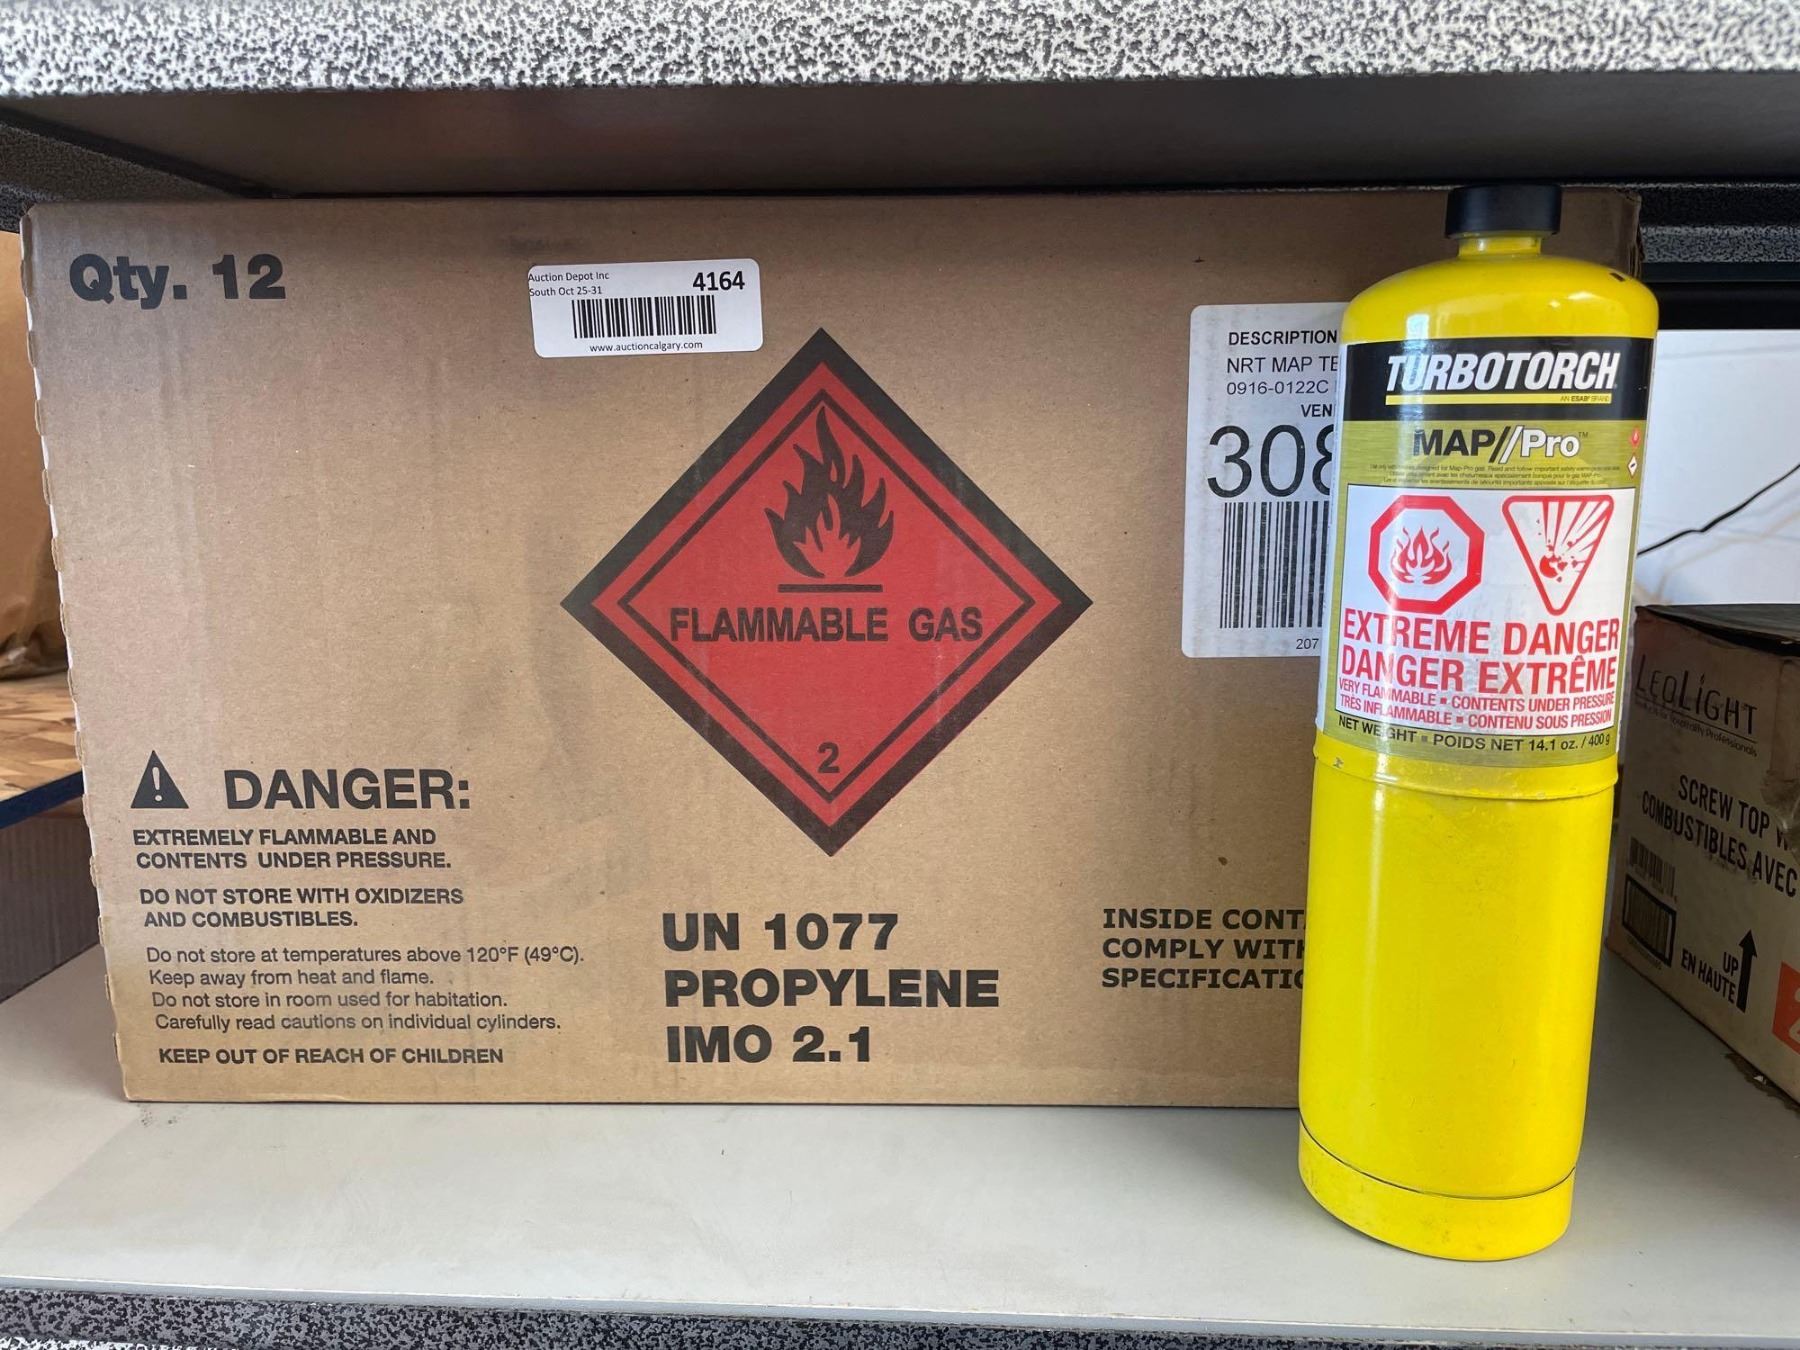 Qty. 12
Auction Depot Inc
South Oct 25-31
4164
www.auctioncalgary.com
FLAMMABLE GAS
2
DANGER:
EXTREMELY FLAMMABLE AND
CONTENTS UNDER PRESSURE.
DO NOT STORE WITH OXIDIZERS
AND COMBUSTIBLES.
Do not store at temperatures above 120°F (49°C).
Keep away from heat and flame.
Do not store in room used for habitation.
Carefully read cautions on individual cylinders.
KEEP OUT OF REACH OF CHILDREN
UN 1077
PROPYLENE
IMO 2.1
DESCRIPTION
NRT MAP TE
0916-0122C
VEN
308
207
INSIDE CONT
COMPLY WITH
SPECIFICATIO
TURBOTORCH
AN ESAB BRAND
MAP//Pro™
EXTREME DANGER
DANGER EXTRÊME
VERY FLAMMABLE ▪ CONTENTS UNDER PRESSURE
TRÈS INFLAMMABLE ▪ CONTENU SOUS PRESSION
NET WEIGHT ▪ POIDS NET 14.1 oz. / 400 g
LEOLIGHT
SCREW TOP W
COMBUSTIBLES AVEC
UP
EN HAUTE